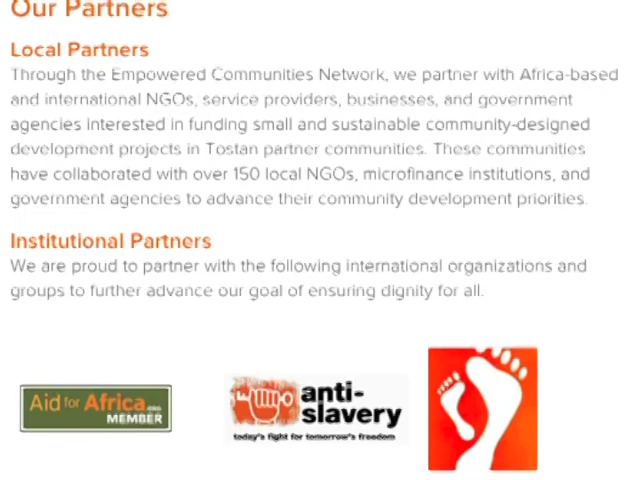 Our Partners
Local Partners
Through the Empowered Communities Network, we partner with Africa-based
and international NGOs, service providers, businesses, and government
agencies interested in funding small and sustainable community-designed
development projects in Tostan partner communities. These communities
have collaborated with over 150 local NGOs, microfinance institutions, and
government agencies to advance their community development priorities.
Institutional Partners
We are proud to partner with the following international organizations and
groups to further advance our goal of ensuring dignity for all.
Aid for Africa.ORG
MEMBER
anti-
slavery
today's fight for tomorrow's freedom